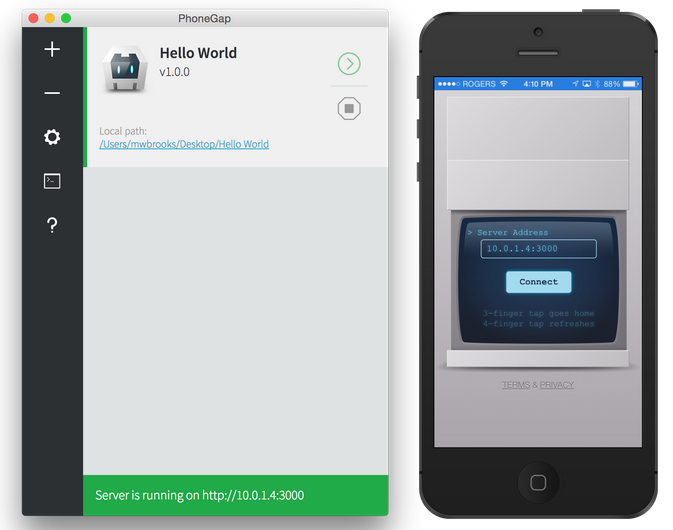 PhoneGap
Hello World
v1.0.0
Local path:
/Users/mwbrooks/Desktop/Hello World
?
Server is running on http://10.0.1.4:3000
ROGERS 4:10 PM 88%
> Server Address
10.0.1.4:3000
Connect
3-finger tap goes home
4-finger tap refreshes
TERMS & PRIVACY